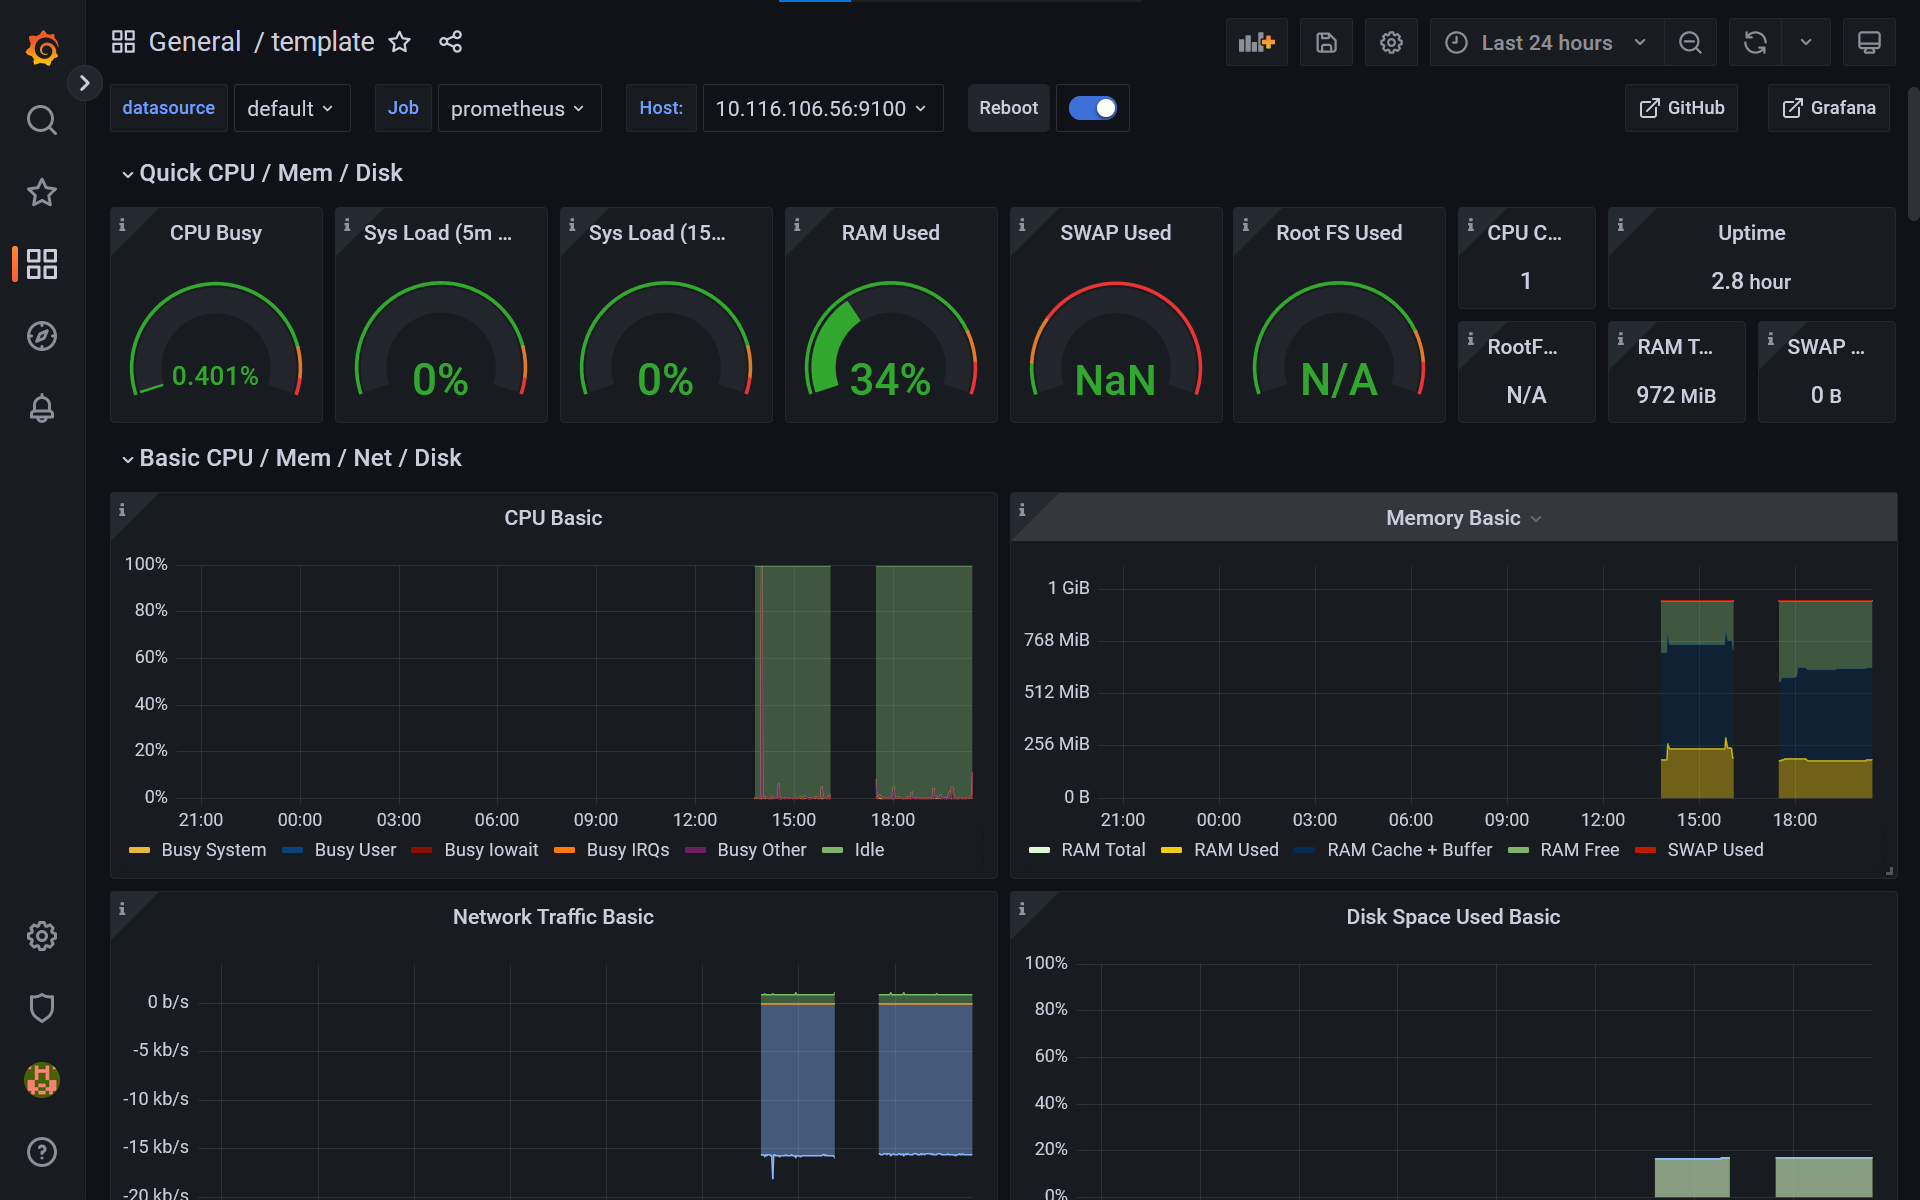 General / template
Last 24 hours
datasource default Job prometheus Host: 10.116.106.56:9100 Reboot GitHub Grafana
Quick CPU / Mem / Disk
CPU Busy
0.401%
Sys Load (5m ...
0%
Sys Load (15...
0%
RAM Used
34%
SWAP Used
NaN
Root FS Used
N/A
CPU C...
1
Uptime
2.8 hour
RootF...
N/A
RAM T...
972 MiB
SWAP ...
0 B
Basic CPU / Mem / Net / Disk
CPU Basic
100%
80%
60%
40%
20%
0%
21:00 00:00 03:00 06:00 09:00 12:00 15:00 18:00
Busy System Busy User Busy Iowait Busy IRQs Busy Other Idle
Memory Basic
1 GiB
768 MiB
512 MiB
256 MiB
0 B
21:00 00:00 03:00 06:00 09:00 12:00 15:00 18:00
RAM Total RAM Used RAM Cache + Buffer RAM Free SWAP Used
Network Traffic Basic
0 b/s
-5 kb/s
-10 kb/s
-15 kb/s
-20 kb/s
Disk Space Used Basic
100%
80%
60%
40%
20%
0%